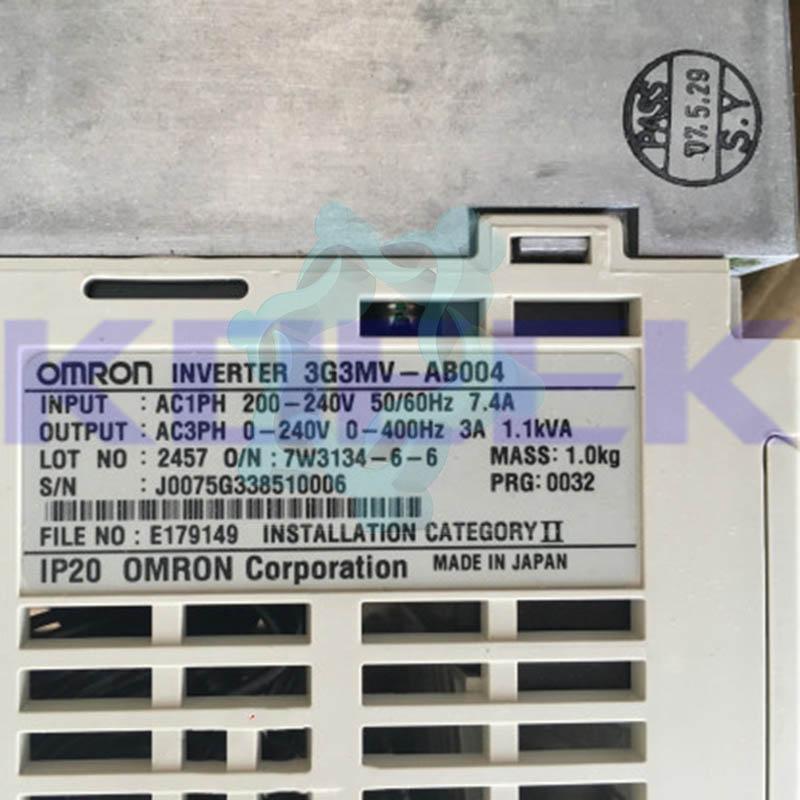 PASS
07.5.29
S.Y
OMRON INVERTER 3G3MV-AB004
INPUT : AC1PH 200-240V 50/60Hz 7.4A
OUTPUT : AC3PH 0-240V 0-400Hz 3A 1.1kVA
LOT NO : 2457 O/N : 7W3134-6-6 MASS: 1.0kg
S/N : J0075G338510006 PRG: 0032
FILE NO : E179149 INSTALLATION CATEGORY II
IP20 OMRON Corporation MADE IN JAPAN